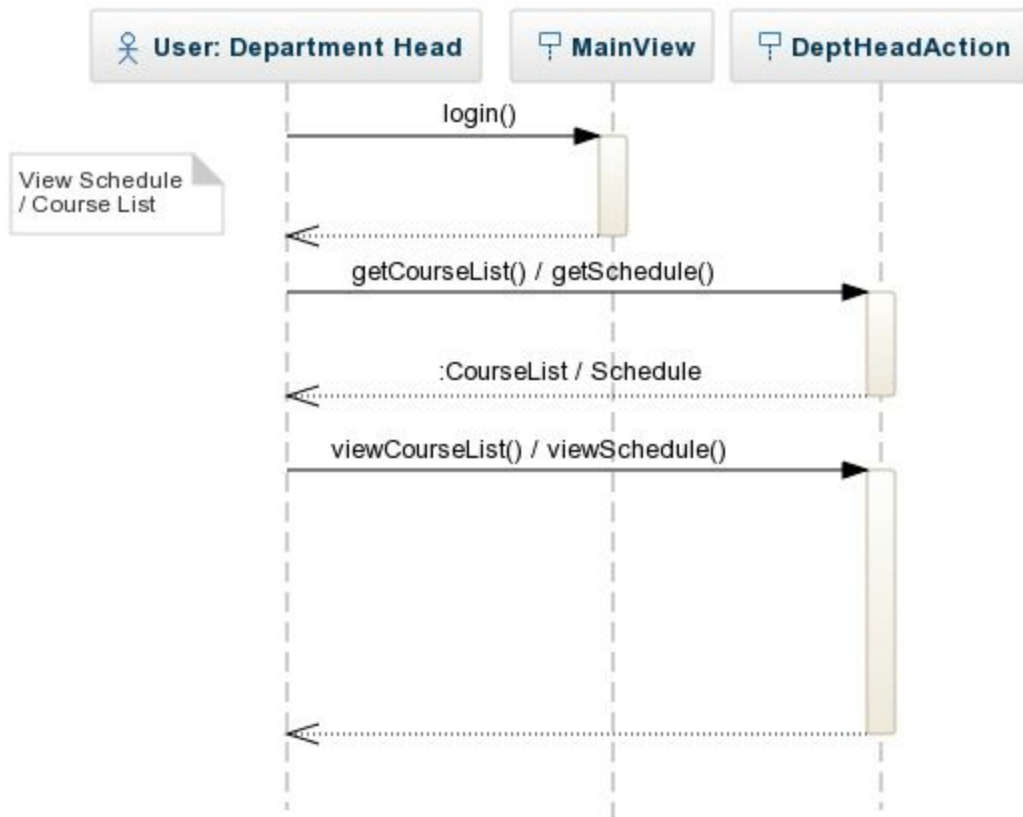 User: Department Head
MainView
DeptHeadAction
login()
View Schedule
/ Course List
getCourseList() / getSchedule()
:CourseList / Schedule
viewCourseList() / viewSchedule()